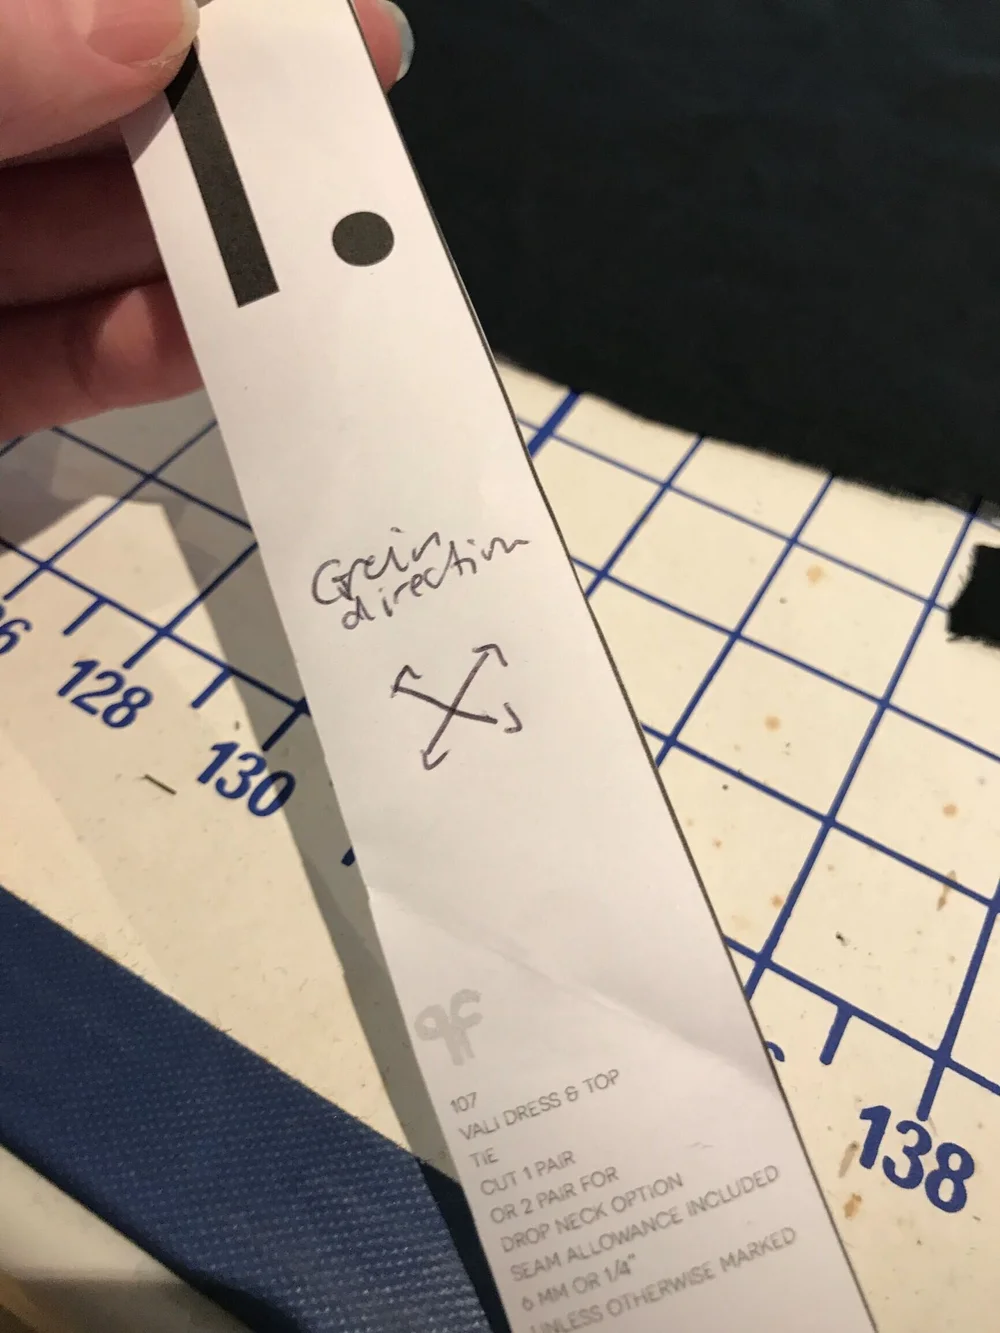 Grain
direction
107
VALI DRESS & TOP
TIE
CUT 1 PAIR
OR 2 PAIR FOR
DROP NECK OPTION
SEAM ALLOWANCE INCLUDED
6 MM OR 1/4"
UNLESS OTHERWISE MARKED
6
128
130
138